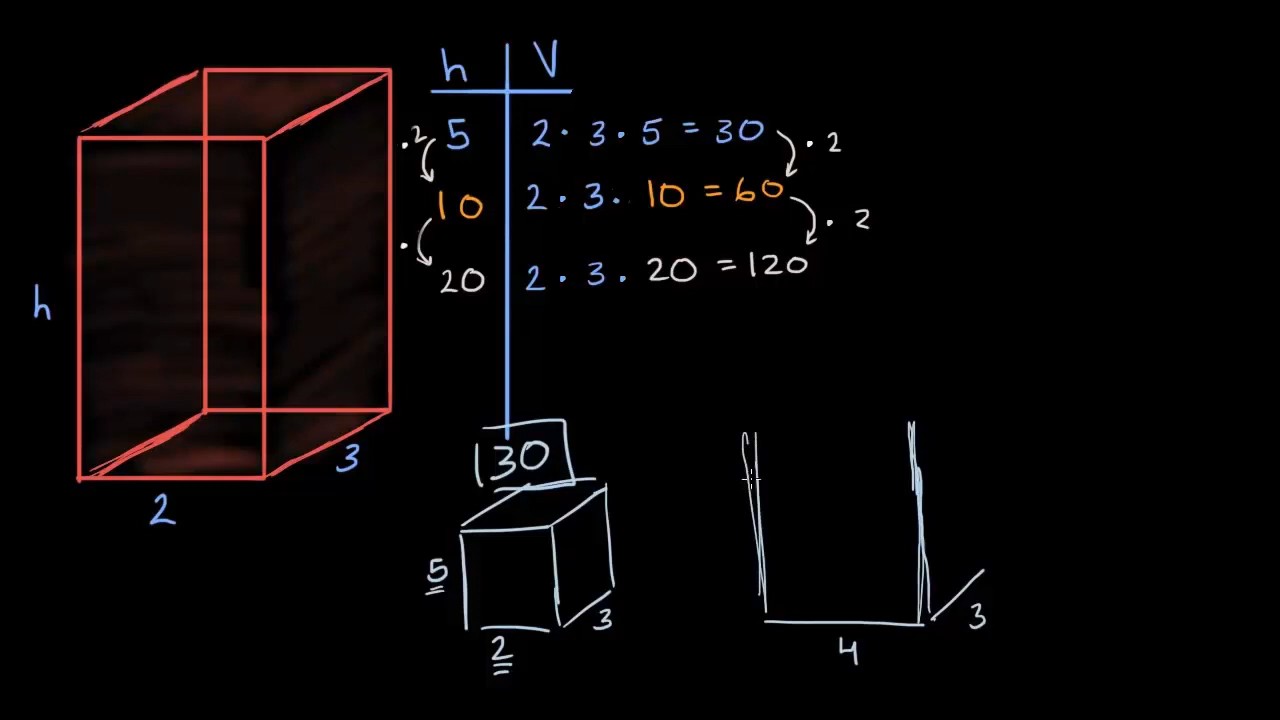 h V
5 2 · 3 · 5 = 30
· 2 · 2
10 2 · 3 · 10 = 60
· · 2
20 2 · 3 · 20 = 120
h
2
3
130
5
2
3
4
3